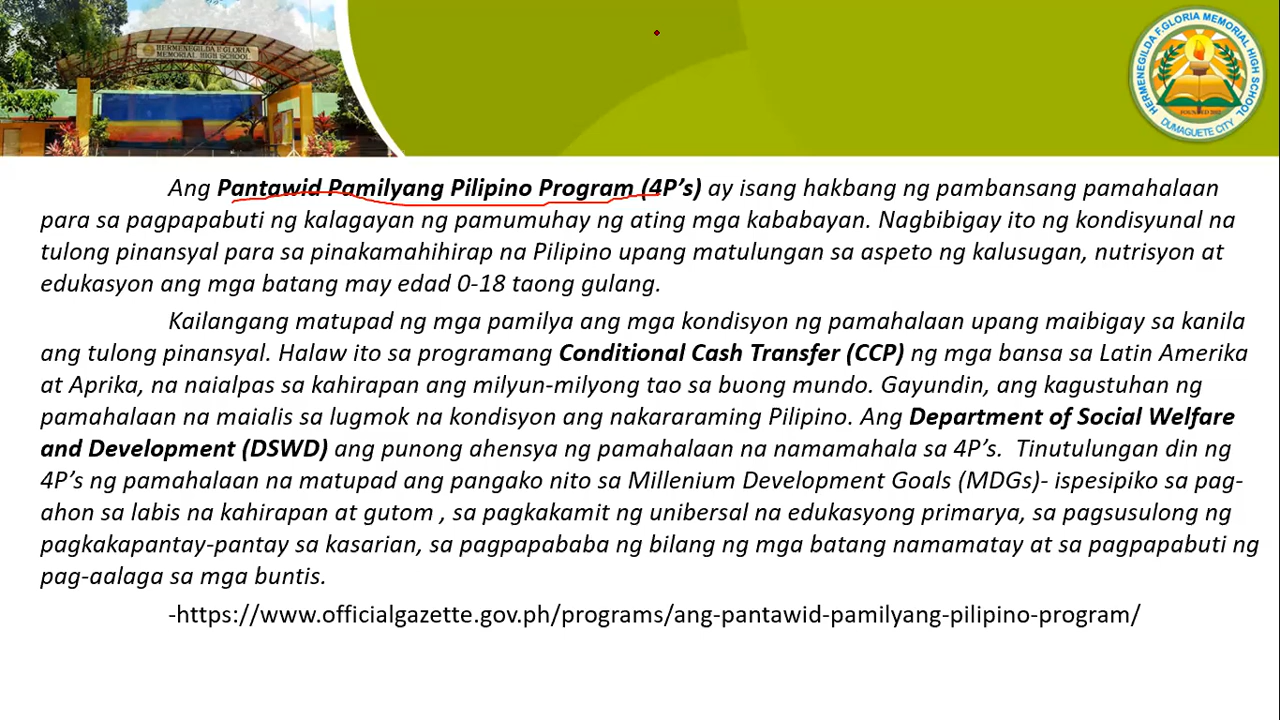 HERMENEGILDA F. GLORIA
MEMORIAL HIGH SCHOOL
HERMENEGILDA F. GLORIA MEMORIAL HIGH SCHOOL
DUMAGUETE CITY
Ang Pantawid Pamilyang Pilipino Program (4P’s) ay isang hakbang ng pambansang pamahalaan
para sa pagpapabuti ng kalagayan ng pamumuhay ng ating mga kababayan. Nagbibigay ito ng kondisyunal na
tulong pinansyal para sa pinakamahihirap na Pilipino upang matulungan sa aspeto ng kalusugan, nutrisyon at
edukasyon ang mga batang may edad 0-18 taong gulang.
Kailangang matupad ng mga pamilya ang mga kondisyon ng pamahalaan upang maibigay sa kanila
ang tulong pinansyal. Halaw ito sa programang Conditional Cash Transfer (CCP) ng mga bansa sa Latin Amerika
at Aprika, na naialpas sa kahirapan ang milyun-milyong tao sa buong mundo. Gayundin, ang kagustuhan ng
pamahalaan na maialis sa lugmok na kondisyon ang nakararaming Pilipino. Ang Department of Social Welfare
and Development (DSWD) ang punong ahensya ng pamahalaan na namamahala sa 4P’s.  Tinutulungan din ng
4P’s ng pamahalaan na matupad ang pangako nito sa Millenium Development Goals (MDGs)- ispesipiko sa pag-
ahon sa labis na kahirapan at gutom , sa pagkakamit ng unibersal na edukasyong primarya, sa pagsusulong ng
pagkakapantay-pantay sa kasarian, sa pagpapababa ng bilang ng mga batang namamatay at sa pagpapabuti ng
pag-aalaga sa mga buntis.
-https://www.officialgazette.gov.ph/programs/ang-pantawid-pamilyang-pilipino-program/